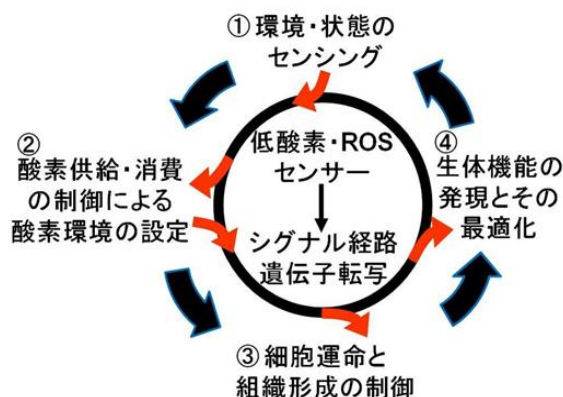 ①環境・状態の
センシング
②
酸素供給・消費
の制御による
酸素環境の設定
低酸素・ROS
センサー
シグナル経路
遺伝子転写
④
生体機能の
発現とその
最適化
③細胞運命と
組織形成の制御